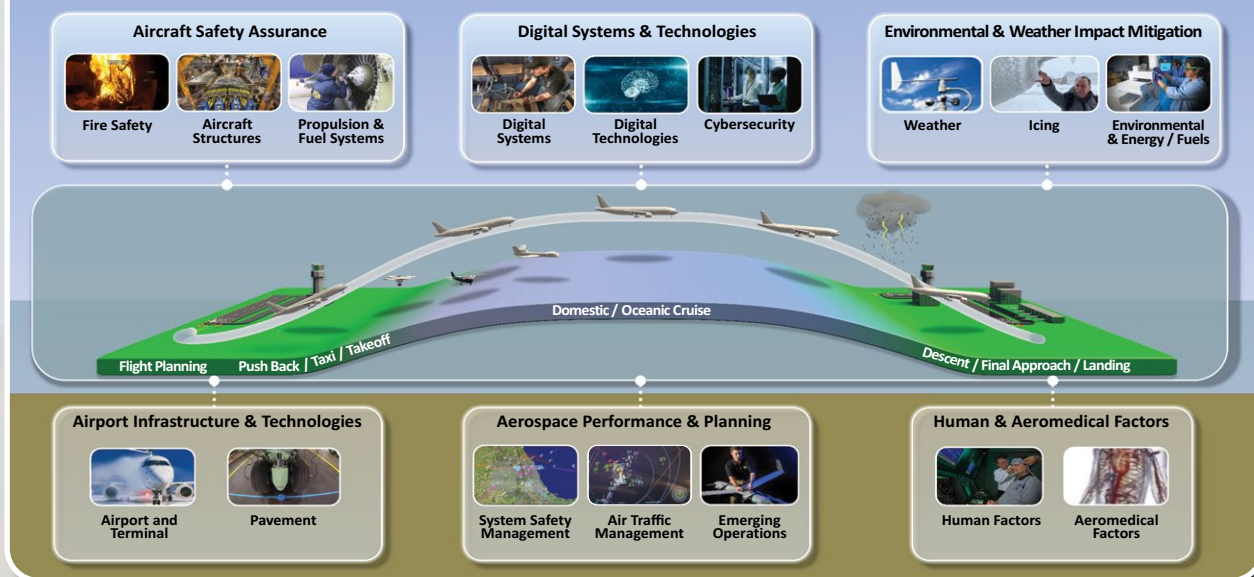 Aircraft Safety Assurance
Fire Safety
Aircraft
Structures
Propulsion &
Fuel Systems
Digital Systems & Technologies
Digital
Systems
Digital
Technologies
Cybersecurity
Environmental & Weather Impact Mitigation
Weather
Icing
Environmental
& Energy / Fuels
Flight Planning
Push Back / Taxi / Takeoff
Domestic / Oceanic Cruise
Descent / Final Approach / Landing
Airport Infrastructure & Technologies
Airport and
Terminal
Pavement
Aerospace Performance & Planning
System Safety
Management
Air Traffic
Management
Emerging
Operations
Human & Aeromedical Factors
Human Factors
Aeromedical
Factors